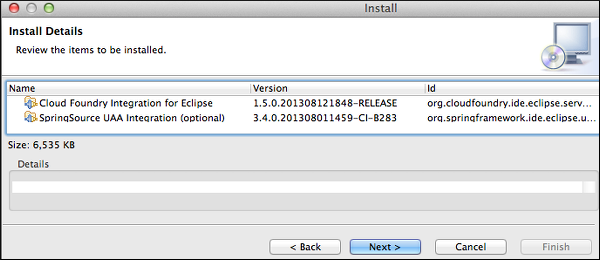 Install
Install Details
Review the items to be installed.
Name Version Id
Cloud Foundry Integration for Eclipse 1.5.0.201308121848-RELEASE org.cloudfoundry.ide.eclipse.serv...
SpringSource UAA Integration (optional) 3.4.0.201308011459-CI-B283 org.springframework.ide.eclipse.u...
Size: 6,535 KB
Details
< Back Next > Cancel Finish